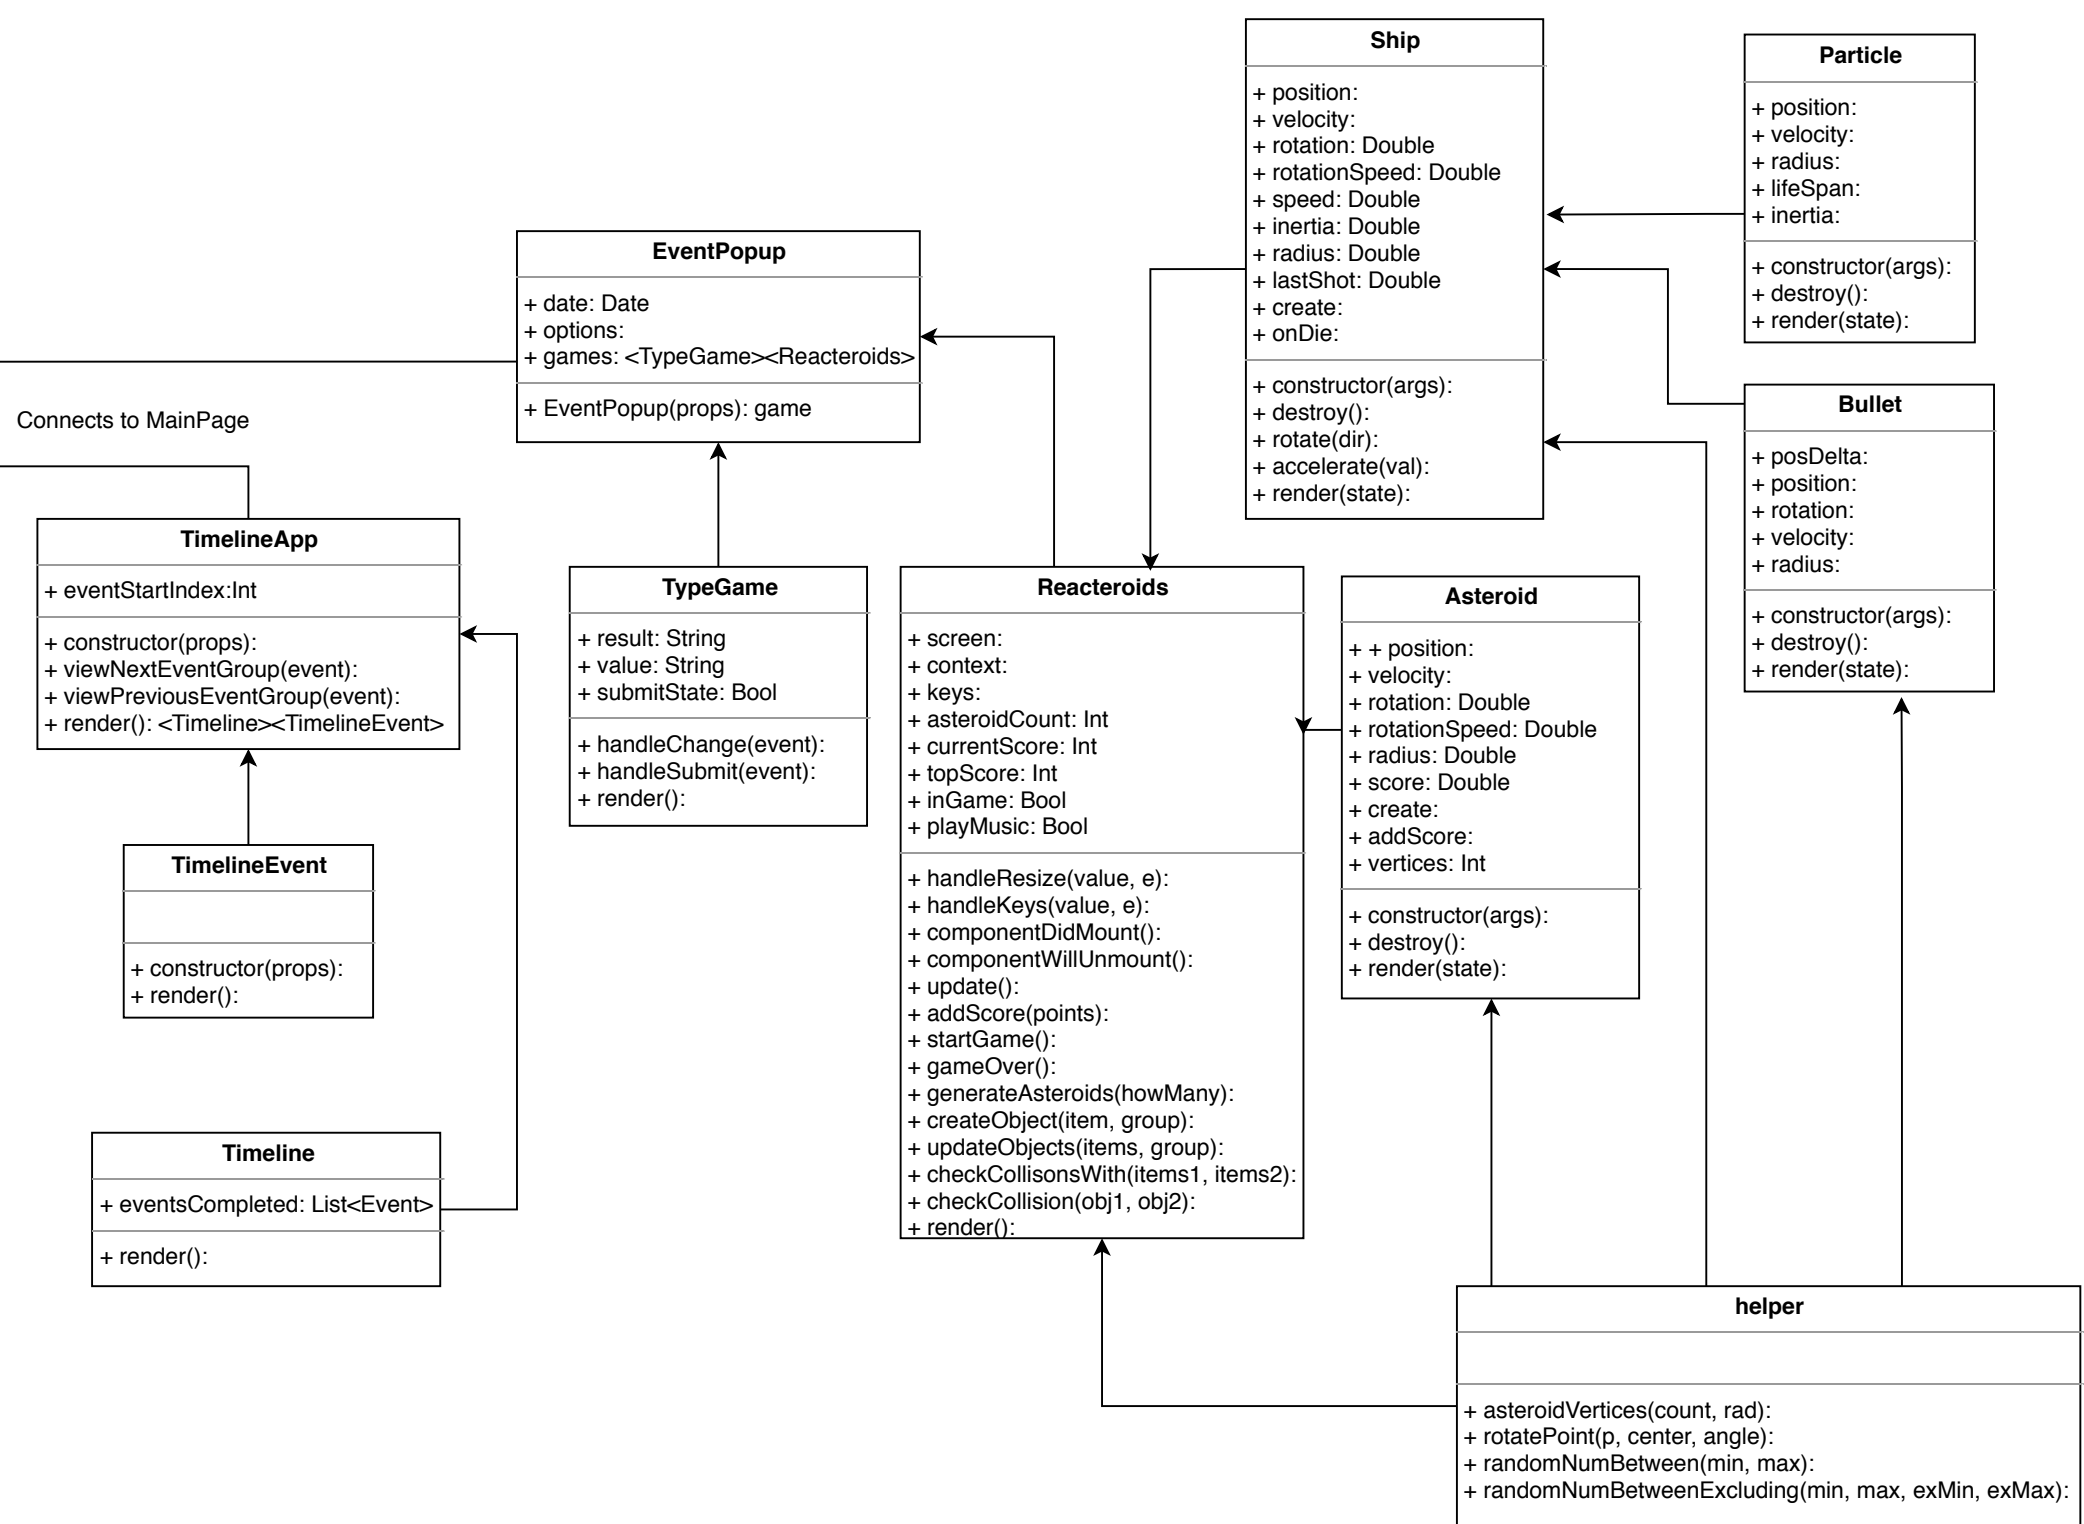 Ship
+ position:
+ velocity:
+ rotation: Double
+ rotationSpeed: Double
+ speed: Double
+ inertia: Double
+ radius: Double
+ lastShot: Double
+ create:
+ onDie:
+ constructor(args):
+ destroy():
+ rotate(dir):
+ accelerate(val):
+ render(state):
Particle
+ position:
+ velocity:
+ radius:
+ lifeSpan:
+ inertia:
+ constructor(args):
+ destroy():
+ render(state):
EventPopup
+ date: Date
+ options:
+ games: <TypeGame><Reacteroids>
+ EventPopup(props): game
Connects to MainPage
Bullet
+ posDelta:
+ position:
+ rotation:
+ velocity:
+ radius:
+ constructor(args):
+ destroy():
+ render(state):
TimelineApp
+ eventStartIndex:Int
+ constructor(props):
+ viewNextEventGroup(event):
+ viewPreviousEventGroup(event):
+ render(): <Timeline><TimelineEvent>
TypeGame
+ result: String
+ value: String
+ submitState: Bool
+ handleChange(event):
+ handleSubmit(event):
+ render():
Reacteroids
+ screen:
+ context:
+ keys:
+ asteroidCount: Int
+ currentScore: Int
+ topScore: Int
+ inGame: Bool
+ playMusic: Bool
+ handleResize(value, e):
+ handleKeys(value, e):
+ componentDidMount():
+ componentWillUnmount():
+ update():
+ addScore(points):
+ startGame():
+ gameOver():
+ generateAsteroids(howMany):
+ createObject(item, group):
+ updateObjects(items, group):
+ checkCollisonsWith(items1, items2):
+ checkCollision(obj1, obj2):
+ render():
Asteroid
+ + position:
+ velocity:
+ rotation: Double
+ rotationSpeed: Double
+ radius: Double
+ score: Double
+ create:
+ addScore:
+ vertices: Int
+ constructor(args):
+ destroy():
+ render(state):
TimelineEvent
+ constructor(props):
+ render():
Timeline
+ eventsCompleted: List<Event>
+ render():
helper
+ asteroidVertices(count, rad):
+ rotatePoint(p, center, angle):
+ randomNumBetween(min, max):
+ randomNumBetweenExcluding(min, max, exMin, exMax):